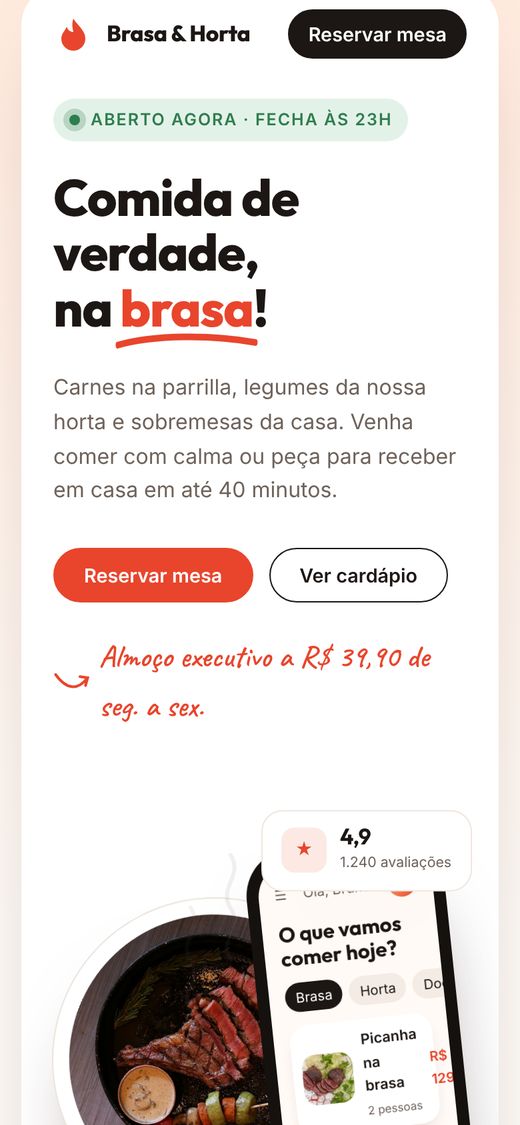 Brasa & Horta
Reservar mesa
ABERTO AGORA · FECHA ÀS 23H
Comida de
verdade,
na brasa!
Carnes na parrilla, legumes da nossa
horta e sobremesas da casa. Venha
comer com calma ou peça para receber
em casa em até 40 minutos.
Reservar mesa
Ver cardápio
Almoço executivo a R$ 39,90 de
seg. a sex.
4,9
1.240 avaliações
O que vamos
comer hoje?
Brasa
Horta
Picanha
na
brasa
R$
129
2 pessoas